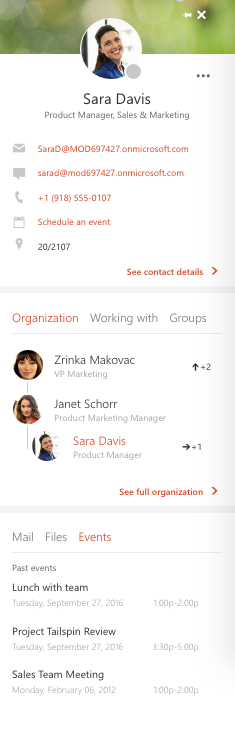 Sara Davis
Product Manager, Sales & Marketing
SaraD@MOD697427.onmicrosoft.com
sarad@mod697427.onmicrosoft.com
+1 (918) 555-0107
Schedule an event
20/2107
See contact details
Organization Working with Groups
Zrinka Makovac
VP Marketing
+2
Janet Schorr
Product Marketing Manager
Sara Davis
Product Manager
+1
See full organization
Mail Files Events
Past events
Lunch with team
Tuesday, September 27, 2016 1:00p-2:00p
Project Tailspin Review
Tuesday, September 27, 2016 3:30p-5:00p
Sales Team Meeting
Monday, February 06, 2012 1:00p-2:00p